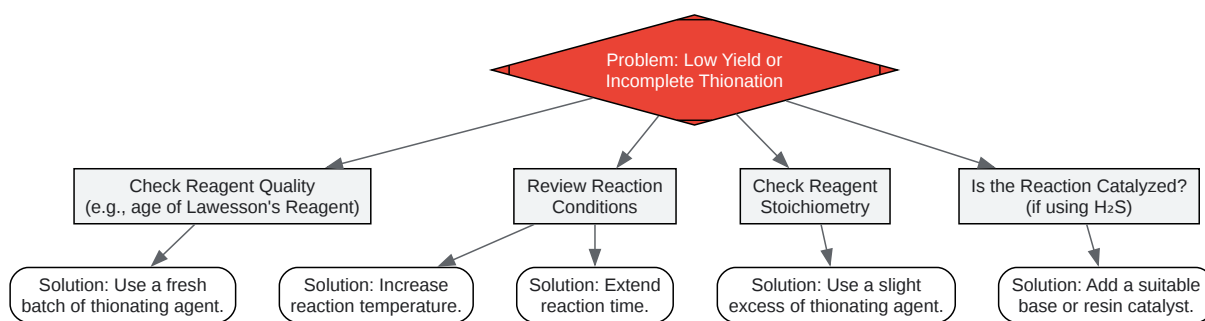 Problem: Low Yield or
Incomplete Thionation
Check Reagent Quality
(e.g., age of Lawesson's Reagent)
Review Reaction
Conditions
Check Reagent
Stoichiometry
Is the Reaction Catalyzed?
(if using H₂S)
Solution: Use a fresh
batch of thionating agent.
Solution: Increase
reaction temperature.
Solution: Extend
reaction time.
Solution: Use a slight
excess of thionating agent.
Solution: Add a suitable
base or resin catalyst.